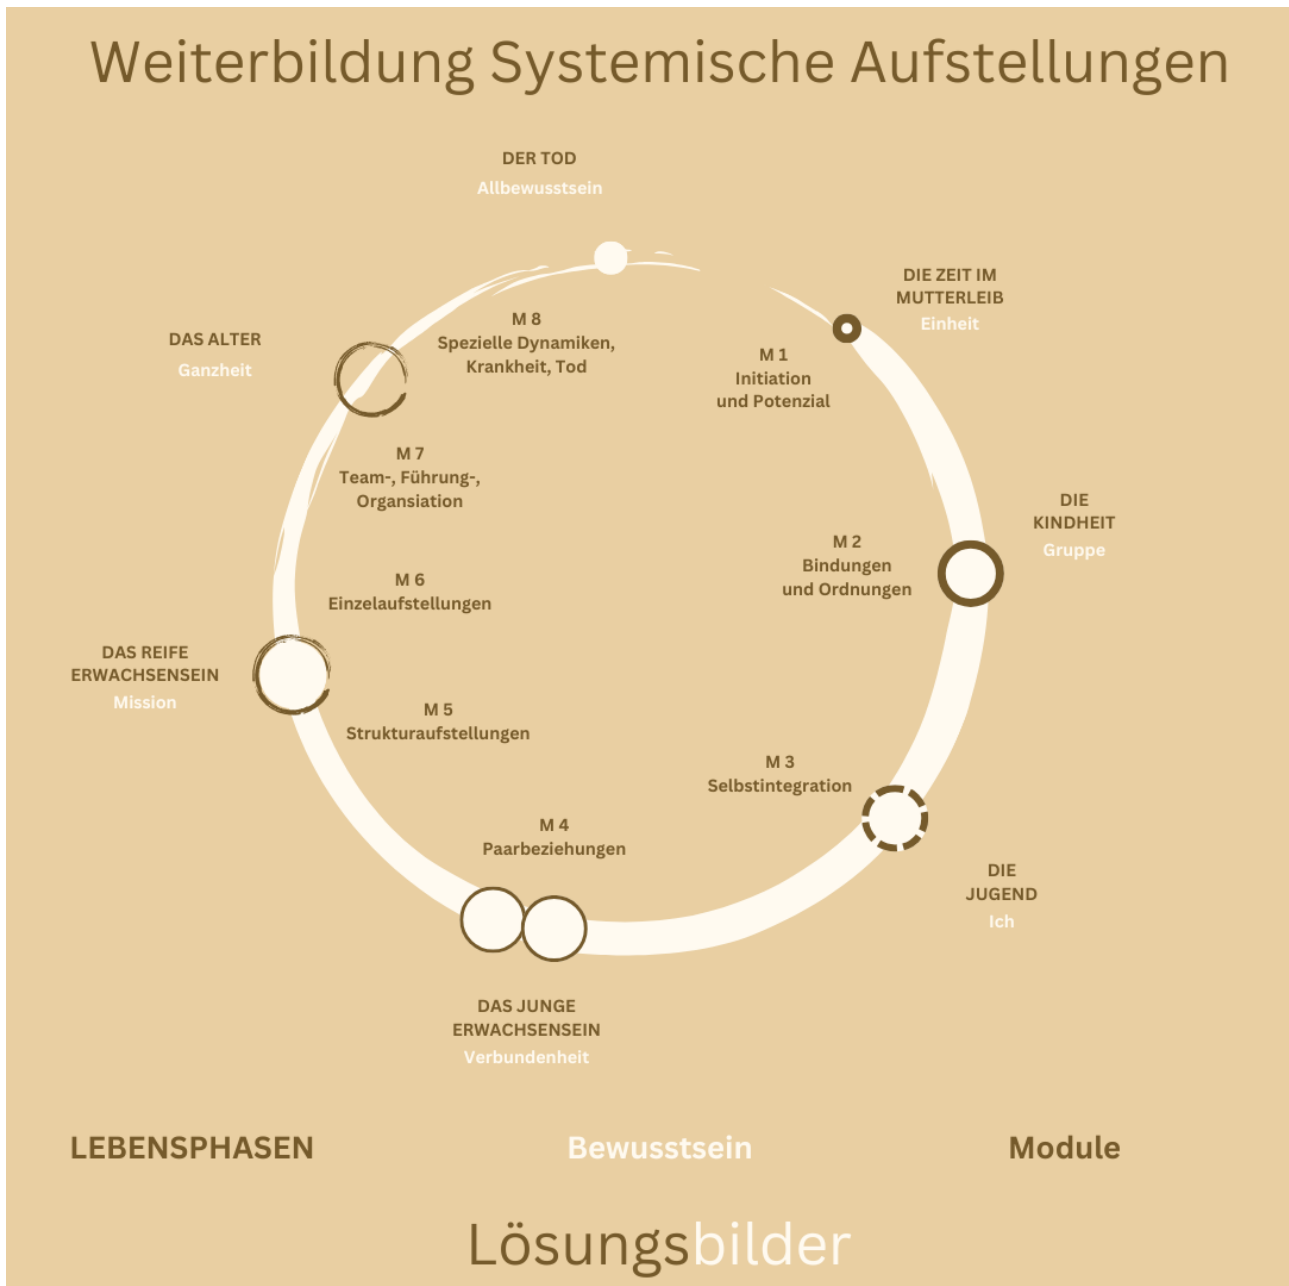 Weiterbildung Systemische Aufstellungen
DER TOD
Allbewusstsein
DIE ZEIT IM
MUTTERLEIB
Einheit
M 1
Initiation
und Potenzial
DIE
KINDHEIT
Gruppe
M 2
Bindungen
und Ordnungen
M 3
Selbstintegration
DIE
JUGEND
Ich
M 4
Paarbeziehungen
DAS JUNGE
ERWACHSENSEIN
Verbundenheit
M 5
Strukturaufstellungen
DAS REIFE
ERWACHSENSEIN
Mission
M 6
Einzelaufstellungen
M 7
Team-, Führung-,
Organsiation
DAS ALTER
Ganzheit
M 8
Spezielle Dynamiken,
Krankheit, Tod
LEBENSPHASEN
Bewusstsein
Module
Lösungsbilder